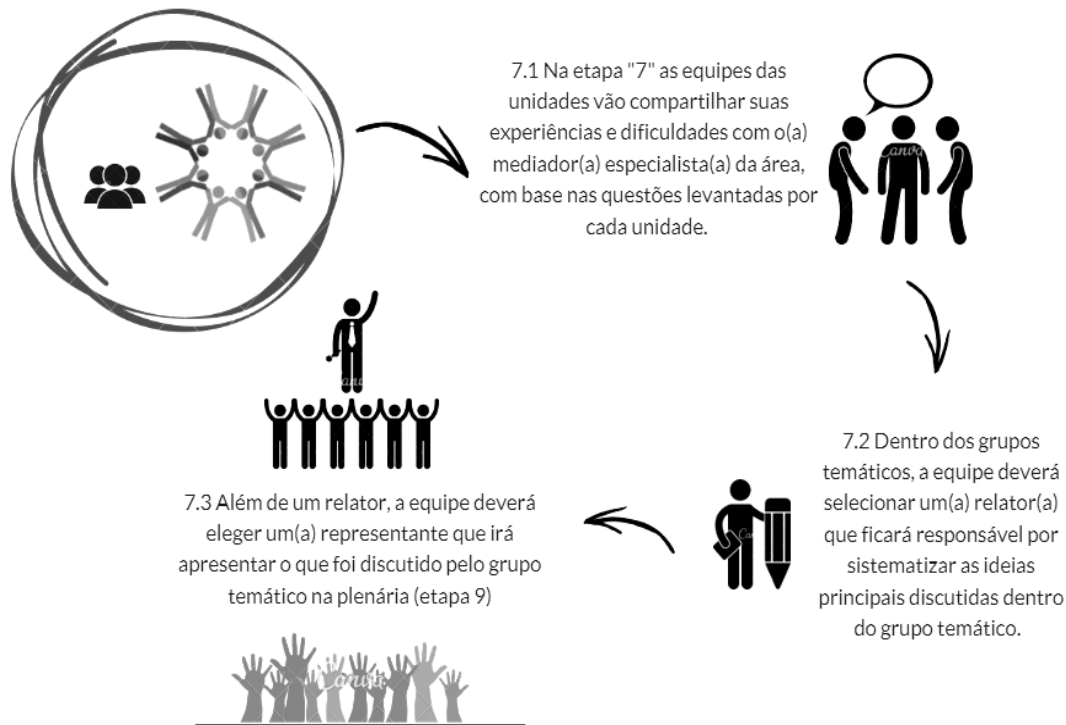 7.1 Na etapa "7" as equipes das
unidades vão compartilhar suas
experiências e dificuldades com o(a)
mediador(a) especialista(a) da área,
com base nas questões levantadas por
cada unidade.
Canva
7.2 Dentro dos grupos
temáticos, a equipe deverá
selecionar um(a) relator(a)
que ficará responsável por
sistematizar as ideias
principais discutidas dentro
do grupo temático.
7.3 Além de um relator, a equipe deverá
eleger um(a) representante que irá
apresentar o que foi discutido pelo grupo
temático na plenária (etapa 9)
Canva